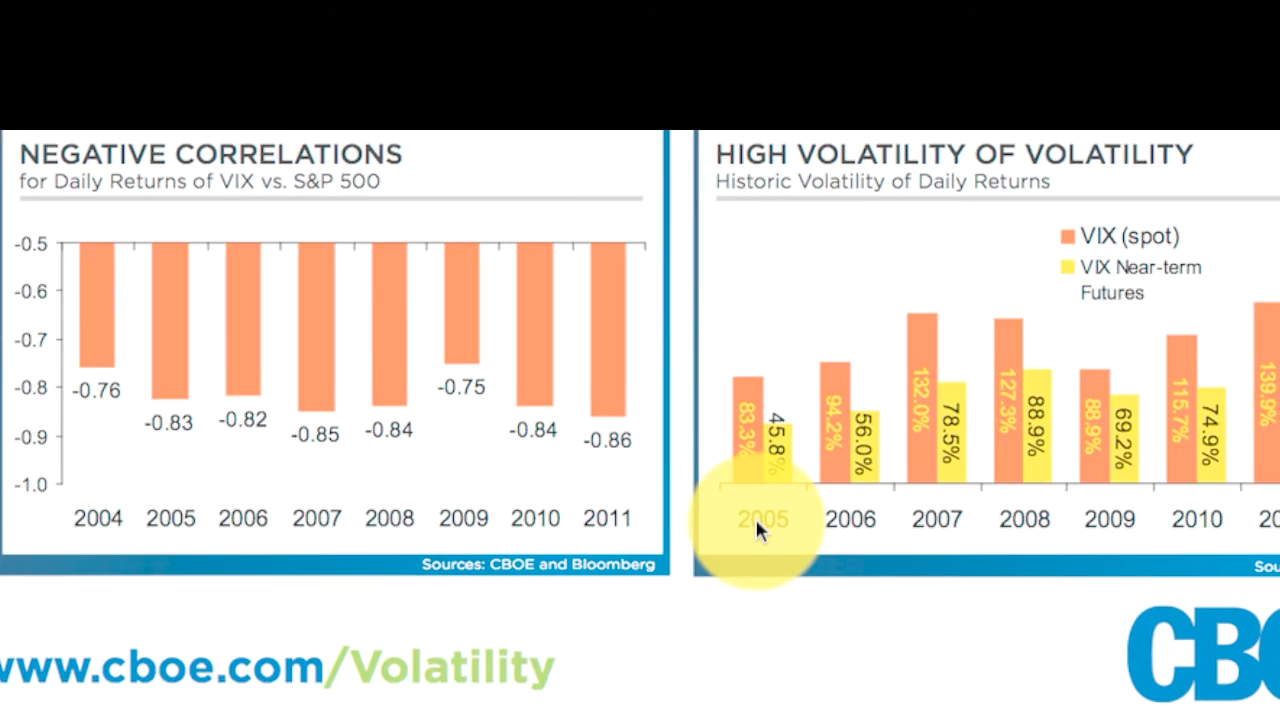 NEGATIVE CORRELATIONS
for Daily Returns of VIX vs. S&P 500
-0.5
-0.6
-0.7
-0.8
-0.9
-1.0
-0.76
-0.83
-0.82
-0.85
-0.84
-0.75
-0.84
-0.86
2004 2005 2006 2007 2008 2009 2010 2011
Sources: CBOE and Bloomberg
HIGH VOLATILITY OF VOLATILITY
Historic Volatility of Daily Returns
VIX (spot)
VIX Near-term
Futures
83.3%
45.8%
94.2%
56.0%
132.0%
78.5%
127.3%
88.9%
88.9%
69.2%
115.7%
74.9%
139.9%
2005 2006 2007 2008 2009 2010 20
Sou
www.cboe.com/Volatility
CBO